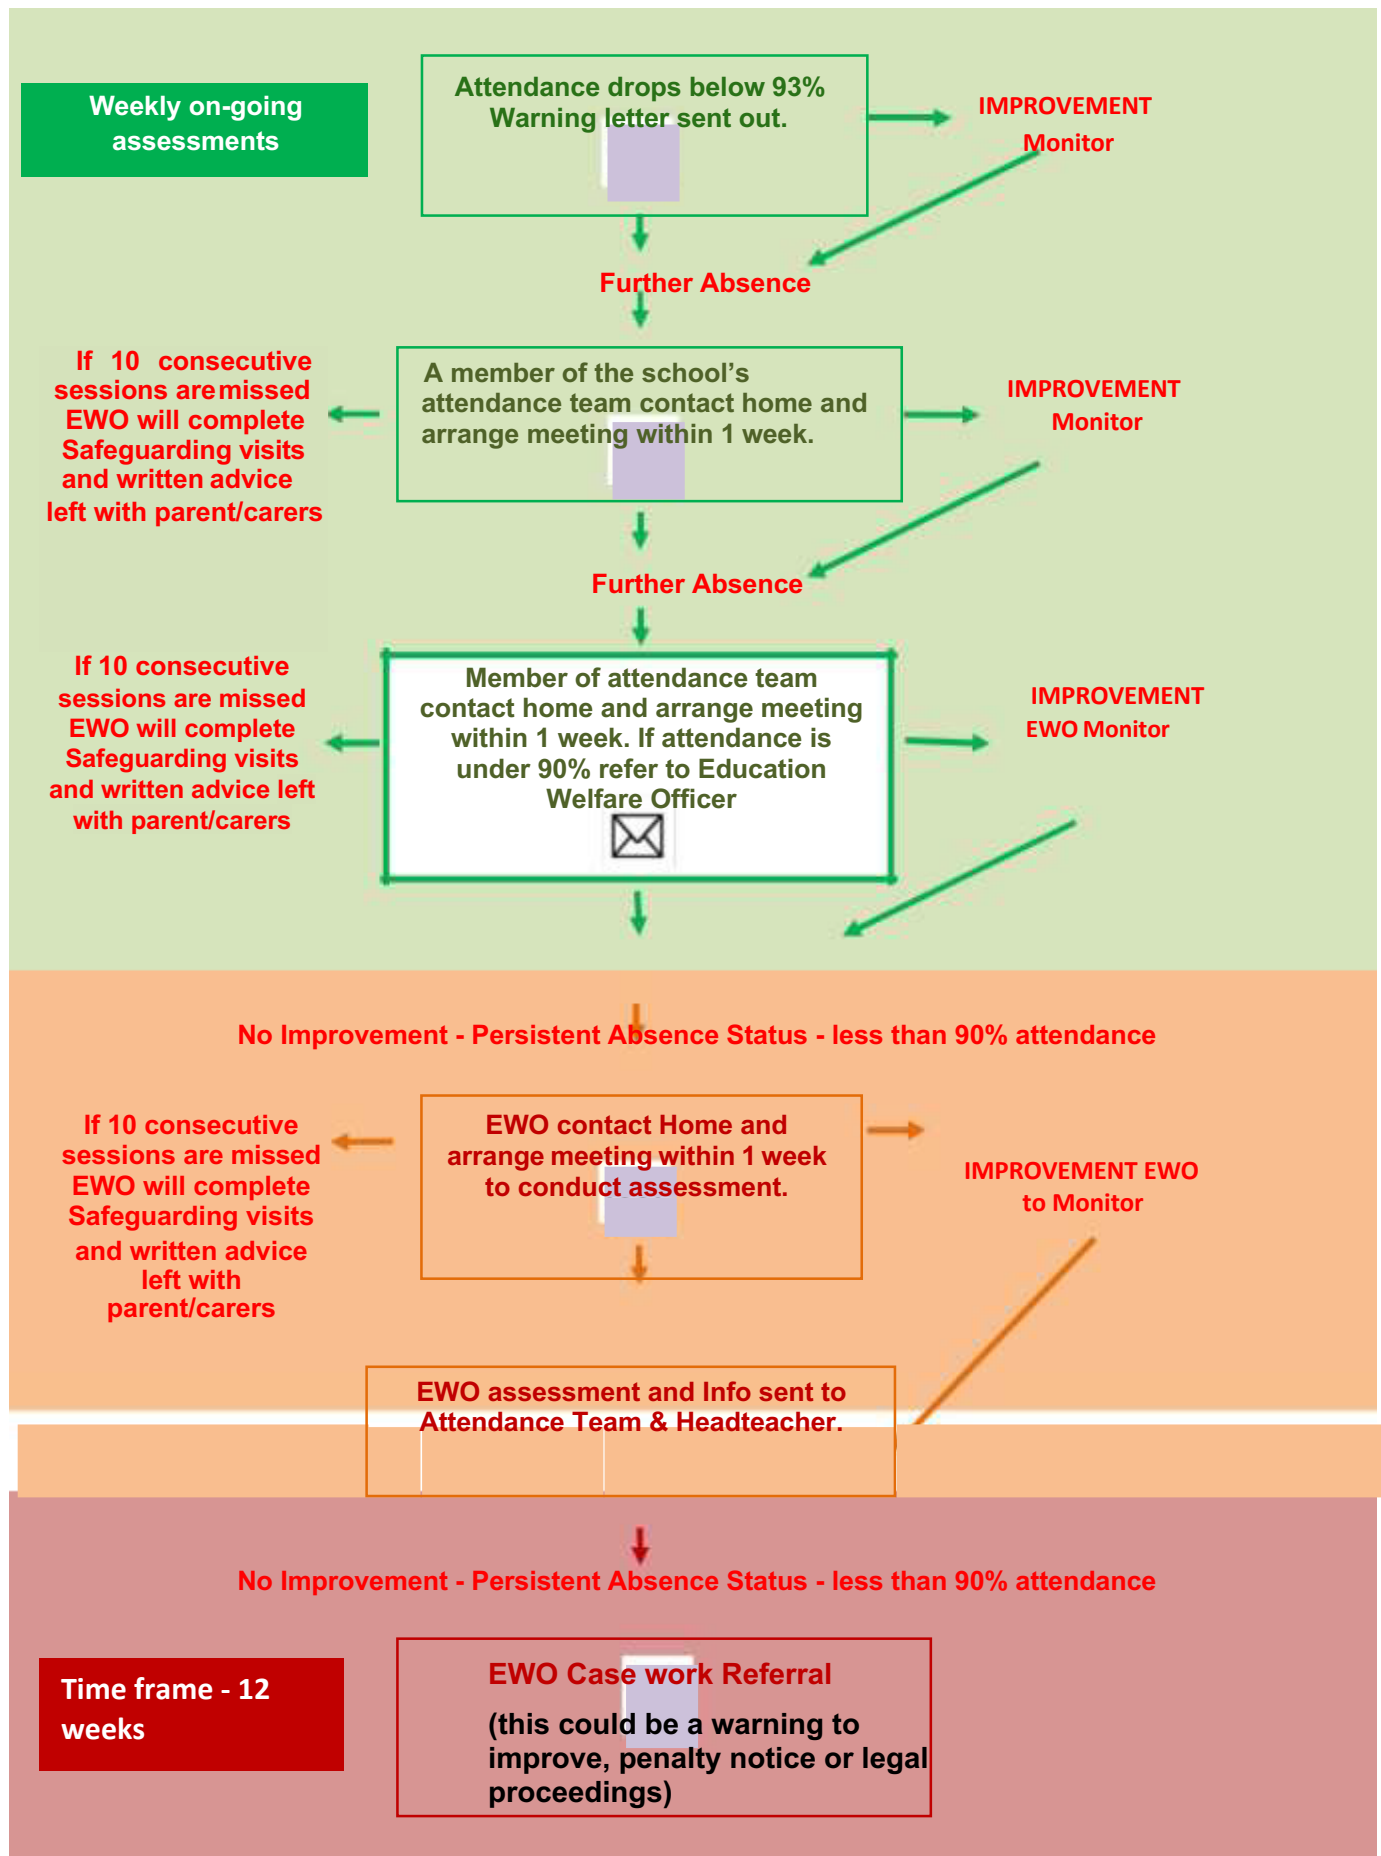 Weekly on-going
assessments
Attendance drops below 93%
Warning letter sent out.
IMPROVEMENT
Monitor
Further Absence
If 10 consecutive
sessions are missed
EWO will complete
Safeguarding visits
and written advice
left with parent/carers
A member of the school’s
attendance team contact home and
arrange meeting within 1 week.
IMPROVEMENT
Monitor
Further Absence
If 10 consecutive
sessions are missed
EWO will complete
Safeguarding visits
and written advice left
with parent/carers
Member of attendance team
contact home and arrange meeting
within 1 week. If attendance is
under 90% refer to Education
Welfare Officer
IMPROVEMENT
EWO Monitor
No Improvement - Persistent Absence Status - less than 90% attendance
If 10 consecutive
sessions are missed
EWO will complete
Safeguarding visits
and written advice
left with
parent/carers
EWO contact Home and
arrange meeting within 1 week
to conduct assessment.
IMPROVEMENT EWO
to Monitor
EWO assessment and Info sent to
Attendance Team & Headteacher.
No Improvement - Persistent Absence Status - less than 90% attendance
Time frame - 12
weeks
EWO Case work Referral
(this could be a warning to
improve, penalty notice or legal
proceedings)